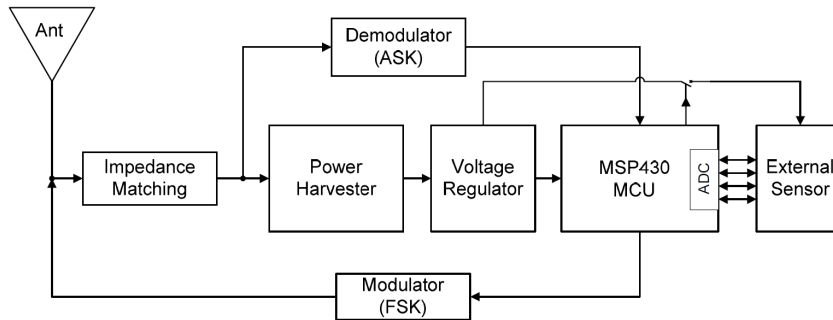 Ant
Demodulator
(ASK)
Impedance
Matching
Power
Harvester
Voltage
Regulator
MSP430
MCU
ADC
External
Sensor
Modulator
(FSK)